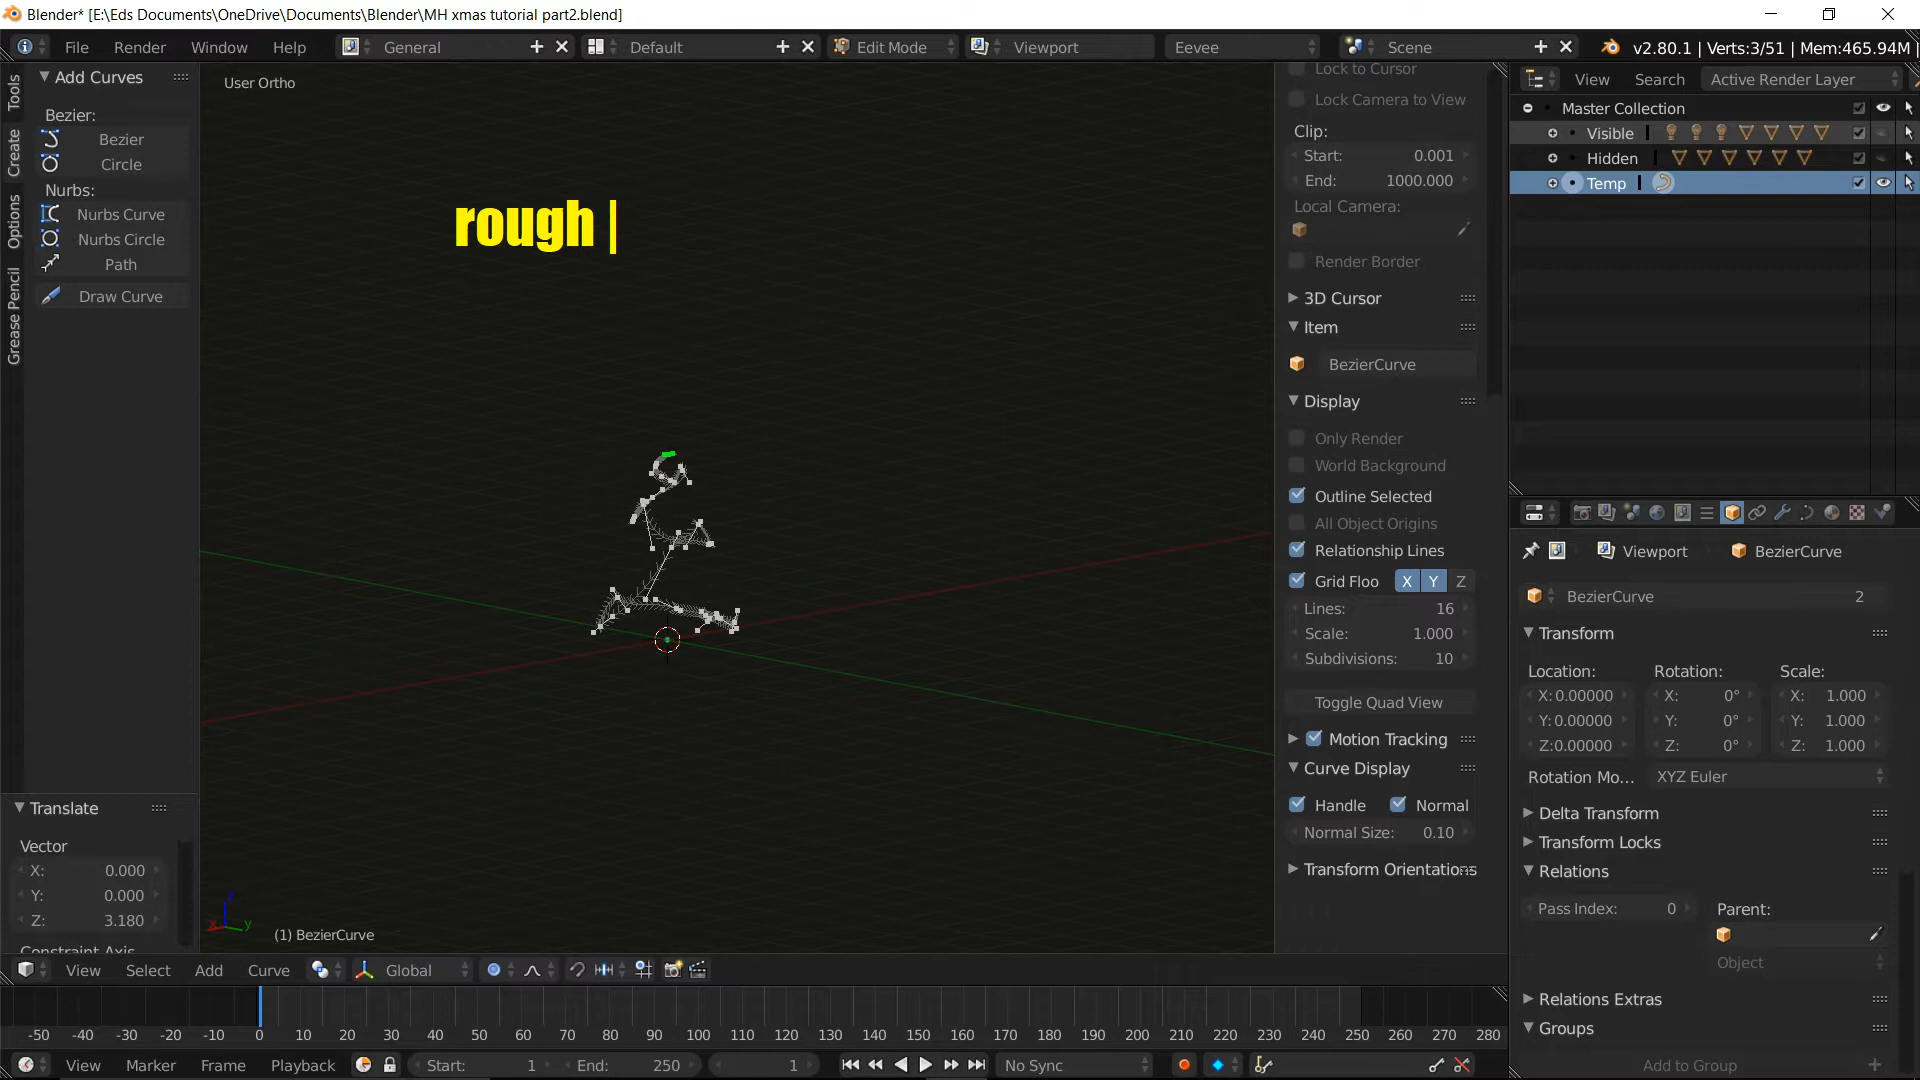 Blender* [E:\Eds Documents\OneDrive\Documents\Blender\MH xmas tutorial part2.blend]
File Render Window Help General Default Edit Mode Viewport Eevee Scene v2.80.1 | Verts:3/51 | Mem:465.94M |
Tools
Create
Options
Grease Pencil
Add Curves
Bezier:
Bezier
Circle
Nurbs:
Nurbs Curve
Nurbs Circle
Path
Draw Curve
Translate
Vector
X: 0.000
Y: 0.000
Z: 3.180
Constraint Axis
User Ortho
rough |
(1) BezierCurve
Lock to Cursor
Lock Camera to View
Clip:
Start: 0.001
End: 1000.000
Local Camera:
Render Border
3D Cursor
Item
BezierCurve
Display
Only Render
World Background
Outline Selected
All Object Origins
Relationship Lines
Grid Floo X Y Z
Lines: 16
Scale: 1.000
Subdivisions: 10
Toggle Quad View
Motion Tracking
Curve Display
Handle Normal
Normal Size: 0.10
Transform Orientations
View Search Active Render Layer
Master Collection
Visible
Hidden
Temp
Viewport BezierCurve
BezierCurve 2
Transform
Location: Rotation: Scale:
X: 0.00000 X: 0° X: 1.000
Y: 0.00000 Y: 0° Y: 1.000
Z:0.00000 Z: 0° Z: 1.000
Rotation Mo... XYZ Euler
Delta Transform
Transform Locks
Relations
Pass Index: 0 Parent:
Object
Relations Extras
Groups
Add to Group
View Select Add Curve Global
-50 -40 -30 -20 -10 0 10 20 30 40 50 60 70 80 90 100 110 120 130 140 150 160 170 180 190 200 210 220 230 240 250 260 270 280
View Marker Frame Playback Start: 1 End: 250 1 No Sync